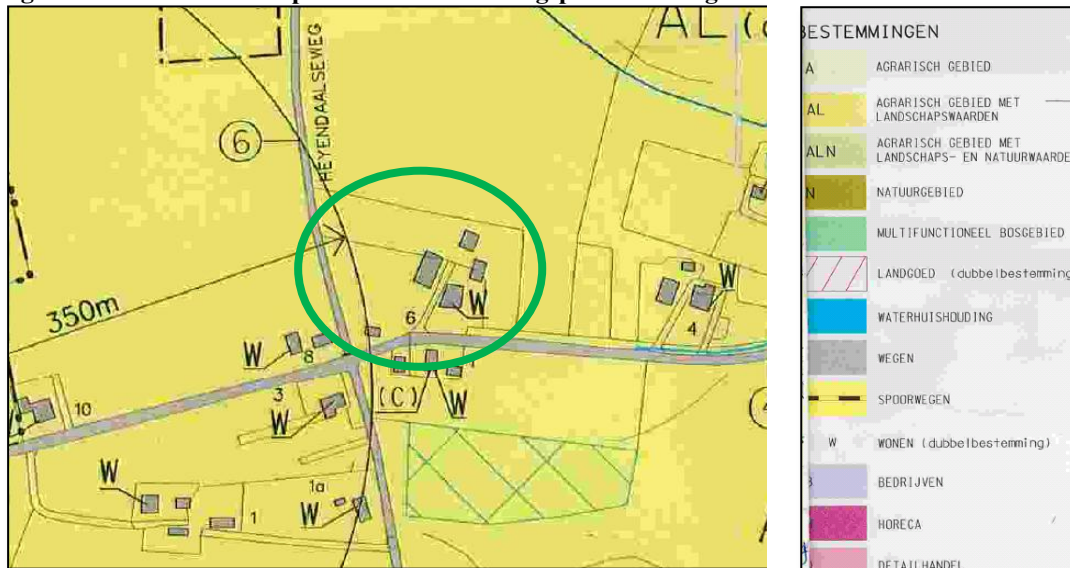 AL
HEYENDAALSEWEG
6
350m
W
6
W
W
8
4
3
(C)
W
W
10
W
1a
W
1
BESTEMMINGEN
A AGRARISCH GEBIED
AL AGRARISCH GEBIED MET
LANDSCHAPSWAARDEN
ALN AGRARISCH GEBIED MET
LANDSCHAPS- EN NATUURWAARDE
N NATUURGEBIED
MULTIFUNCTIONEEL BOSGEBIED
LANDGOED (dubbelbestemming
WATERHUISHOUDING
WEGEN
SPOORWEGEN
W WONEN (dubbelbestemming)
BEDRIJVEN
HORECA
DETAILHANDEL